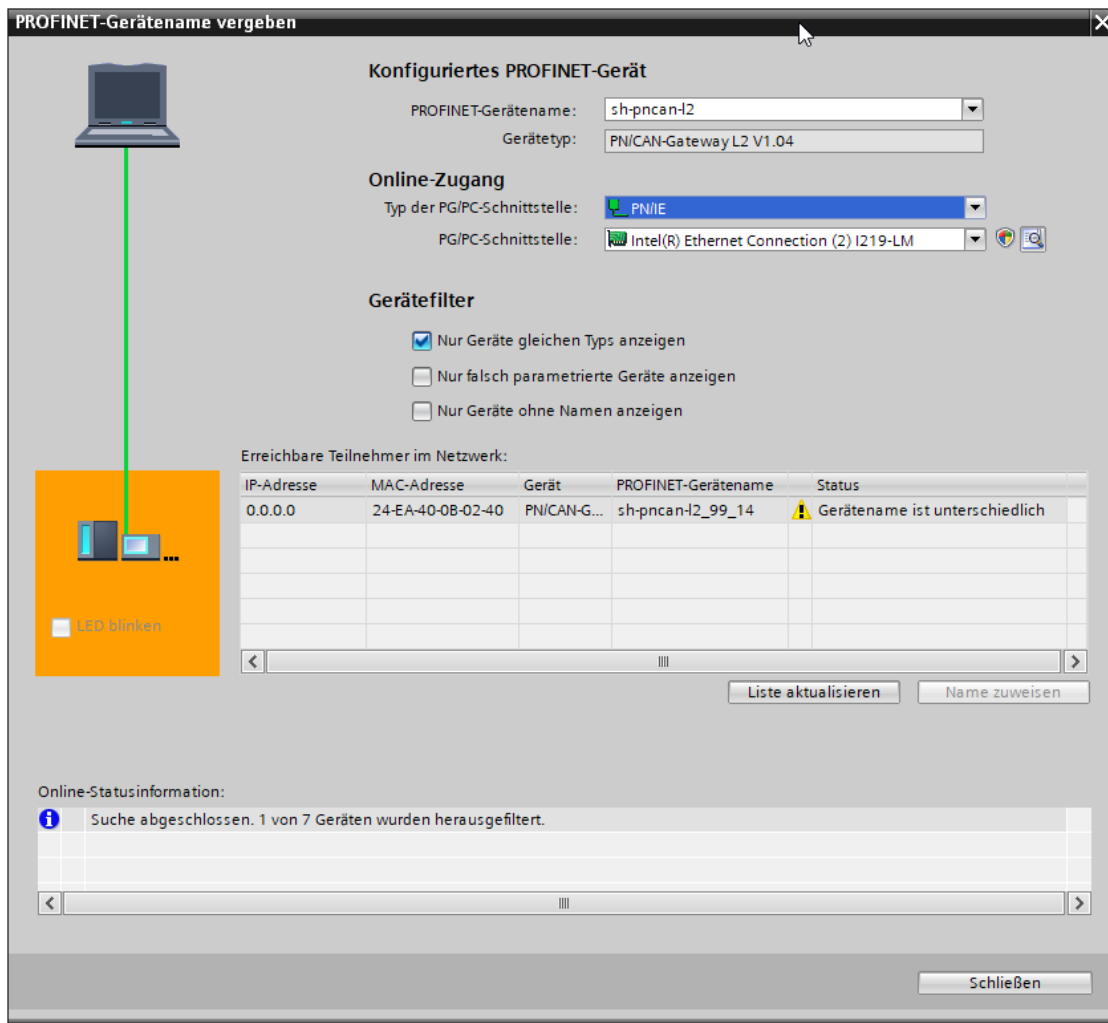 PROFINET-Gerätename vergeben
Konfiguriertes PROFINET-Gerät
PROFINET-Gerätename: sh-pncan-l2
Gerätetyp: PN/CAN-Gateway L2 V1.04
Online-Zugang
Typ der PG/PC-Schnittstelle: PN/IE
PG/PC-Schnittstelle: Intel(R) Ethernet Connection (2) I219-LM
Gerätefilter
Nur Geräte gleichen Typs anzeigen
Nur falsch parametrierte Geräte anzeigen
Nur Geräte ohne Namen anzeigen
Erreichbare Teilnehmer im Netzwerk:
IP-Adresse MAC-Adresse Gerät PROFINET-Gerätename Status
0.0.0.0 24-EA-40-0B-02-40 PN/CAN-G... sh-pncan-l2_99_14 Gerätename ist unterschiedlich
LED blinken
Liste aktualisieren Name zuweisen
Online-Statusinformation:
Suche abgeschlossen. 1 von 7 Geräten wurden herausgefiltert.
Schließen